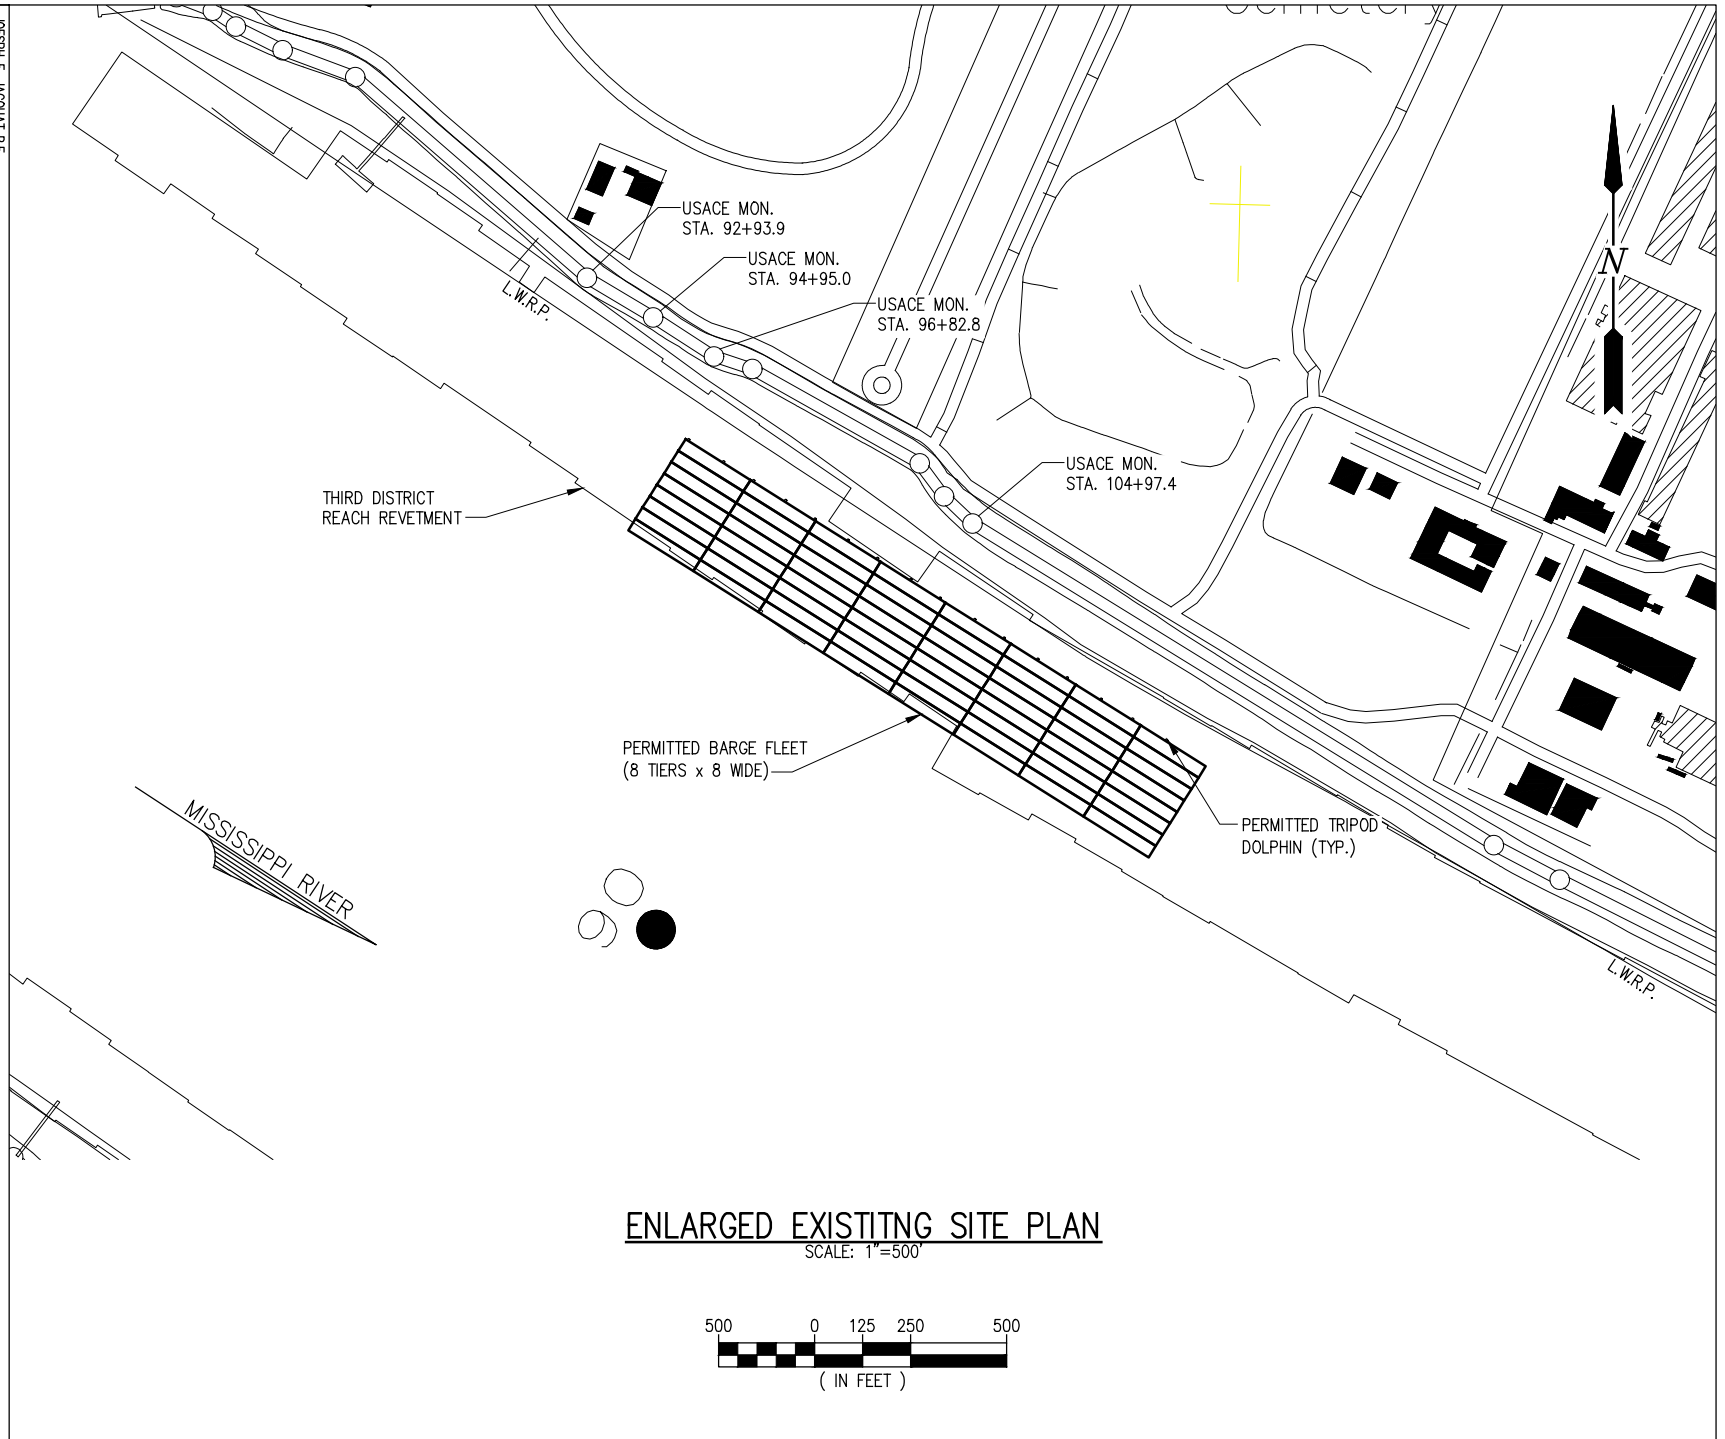 USACE MON.
STA. 92+93.9
USACE MON.
STA. 94+95.0
USACE MON.
STA. 96+82.8
N
L.W.R.P.
USACE MON.
STA. 104+97.4
THIRD DISTRICT
REACH REVETMENT
PERMITTED BARGE FLEET
(8 TIERS x 8 WIDE)
PERMITTED TRIPOD
DOLPHIN (TYP.)
MISSISSIPPI RIVER
L.W.R.P.
ENLARGED EXISTITNG SITE PLAN
SCALE: 1"=500'
500 0 125 250 500
( IN FEET )